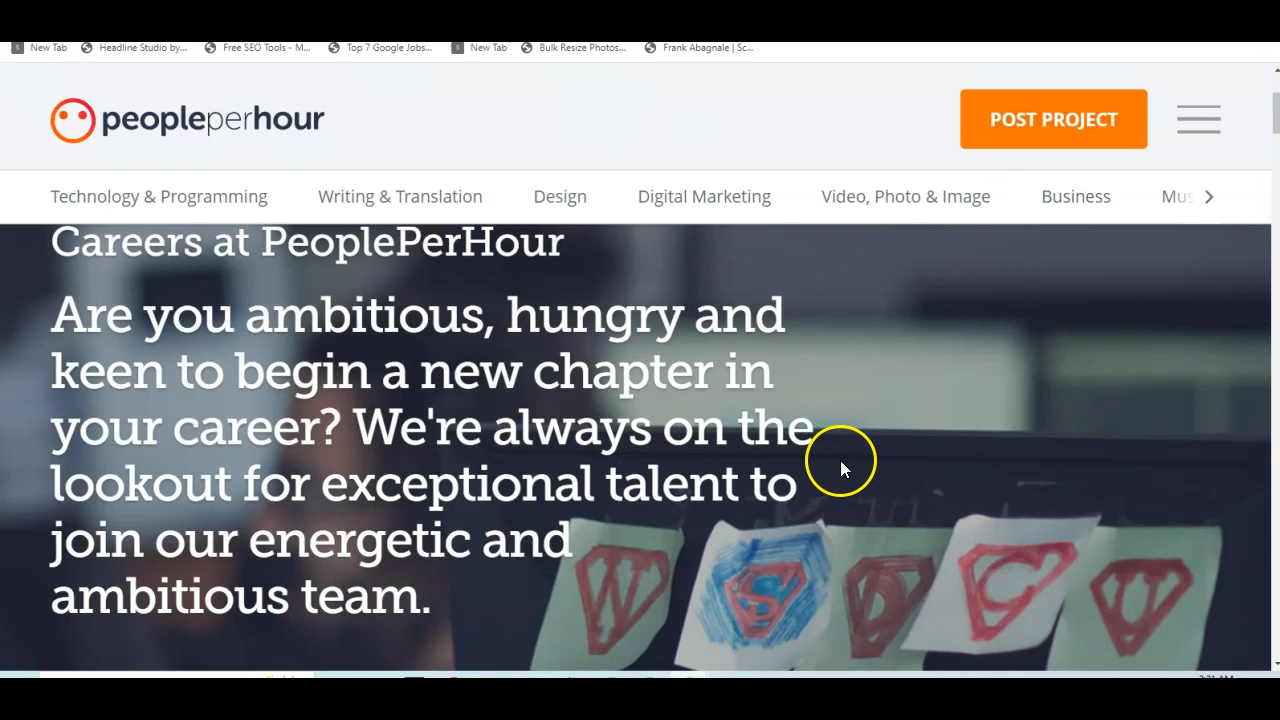 New Tab Headline Studio by... Free SEO Tools - M... Top 7 Google Jobs... New Tab Bulk Resize Photos... Frank Abagnale | Sc...
peopleperhour POST PROJECT
Technology & Programming Writing & Translation Design Digital Marketing Video, Photo & Image Business Mus
Careers at PeoplePerHour
Are you ambitious, hungry and
keen to begin a new chapter in
your career? We're always on the
lookout for exceptional talent to
join our energetic and
ambitious team.
W S D C U